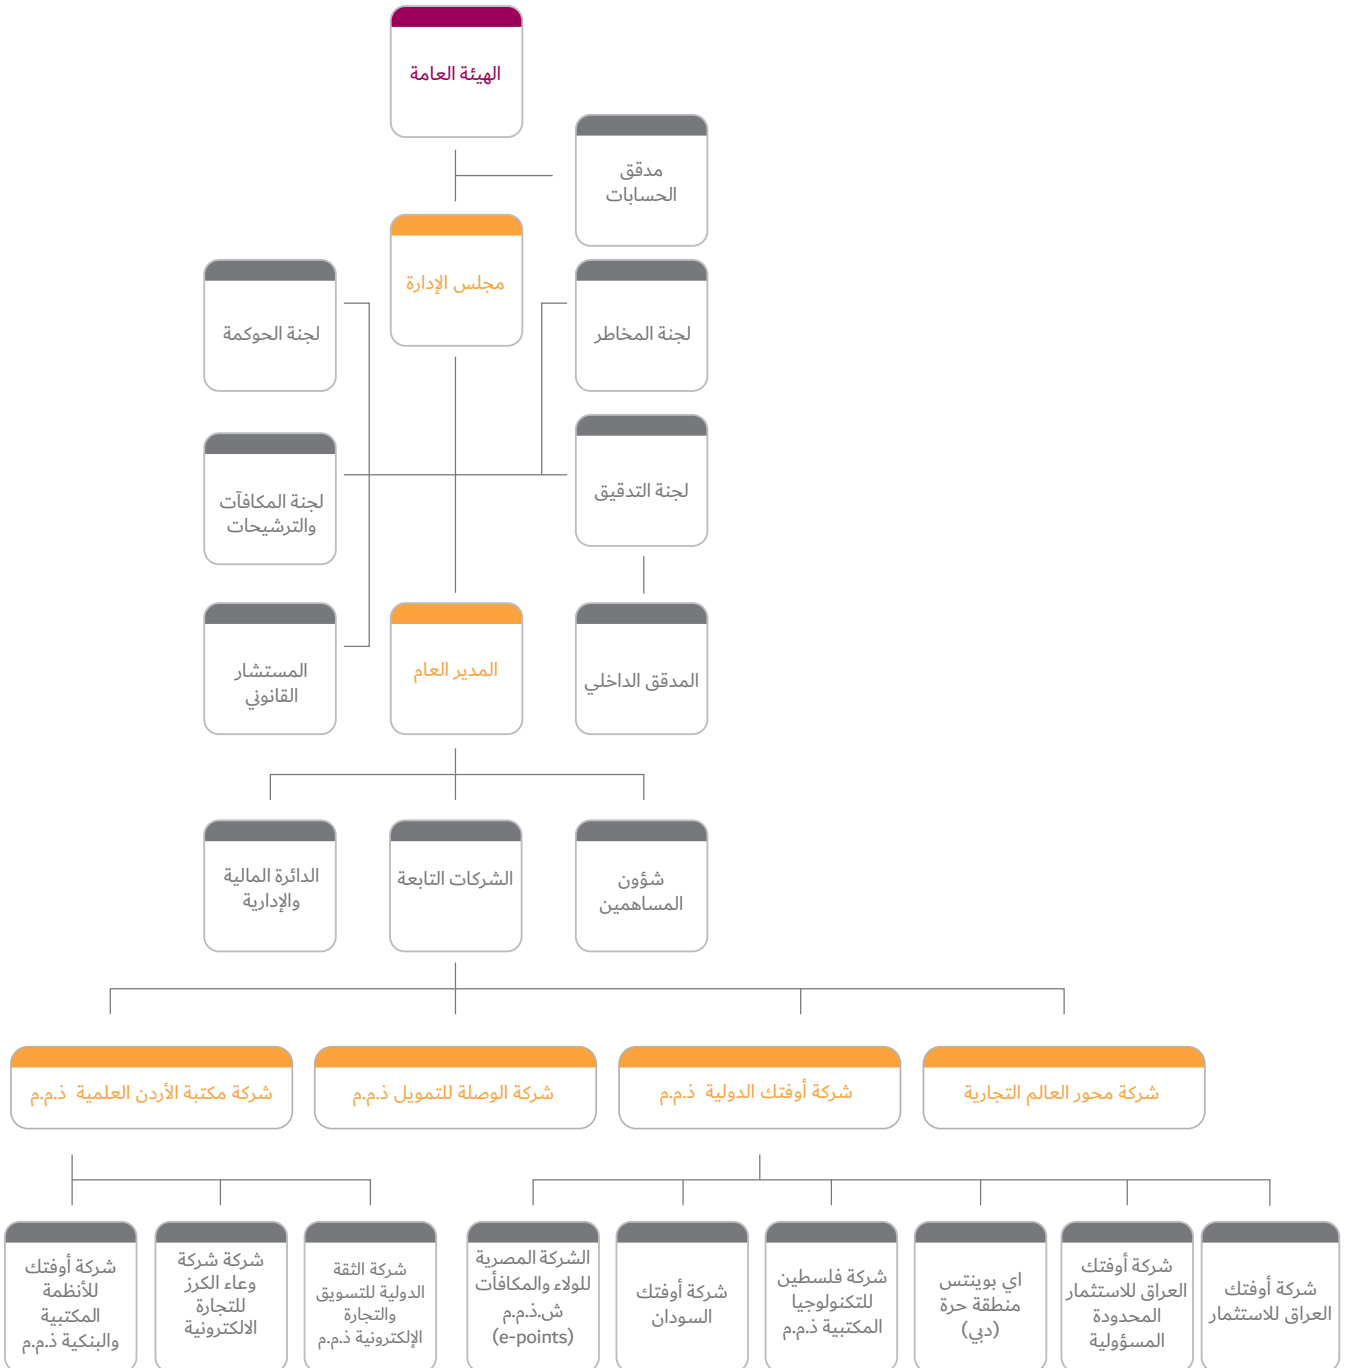 الهيئة العامة
مدقق
الحسابات
مجلس الإدارة
لجنة المخاطر
لجنة الحوكمة
لجنة التدقيق
لجنة المكافآت
والترشيحات
المدقق الداخلي
المدير العام
المستشار
القانوني
شؤون
المساهمين
الشركات التابعة
الدائرة المالية
والإدارية
شركة محور العالم التجارية
شركة أوفتك الدولية ذ.م.م
شركة الوصلة للتمويل ذ.م.م
شركة مكتبة الأردن العلمية ذ.م.م
شركة أوفتك
العراق للاستثمار
شركة أوفتك
العراق للاستثمار
المحدودة
المسؤولية
اي بوينتس
منطقة حرة
(دبي)
شركة فلسطين
للتكنولوجيا
المكتبية ذ.م.م
شركة أوفتك
السودان
الشركة المصرية
للولاء والمكافأت
ش.ذ.م.م
(e-points)
شركة الثقة
الدولية للتسويق
والتجارة
الإلكترونية ذ.م.م
شركة شركة
وعاء الكرز
للتجارة
الالكترونية
شركة أوفتك
للأنظمة
المكتبية
والبنكية ذ.م.م